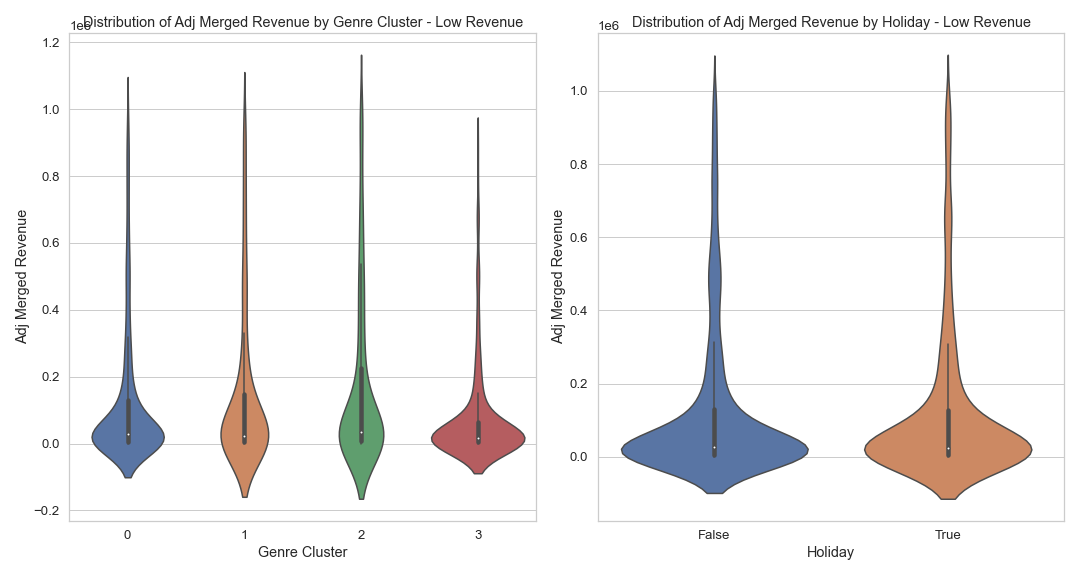 Distribution of Adj Merged Revenue by Genre Cluster - Low Revenue
1e6
1.2
1.0
0.8
0.6
0.4
0.2
0.0
−0.2
Adj Merged Revenue
0 1 2 3
Genre Cluster
Distribution of Adj Merged Revenue by Holiday - Low Revenue
1e6
1.0
0.8
0.6
0.4
0.2
0.0
Adj Merged Revenue
False True
Holiday